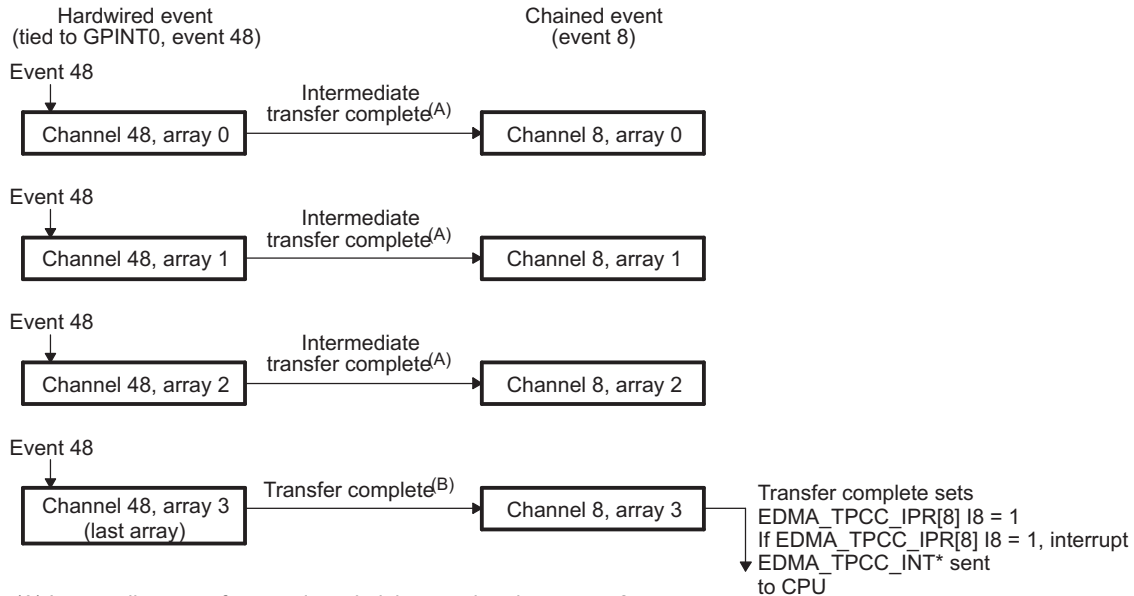 Hardwired event
(tied to GPINT0, event 48)
Chained event
(event 8)
Event 48
Channel 48, array 0
Intermediate
transfer complete(A)
Channel 8, array 0
Event 48
Channel 48, array 1
Intermediate
transfer complete(A)
Channel 8, array 1
Event 48
Channel 48, array 2
Intermediate
transfer complete(A)
Channel 8, array 2
Event 48
Channel 48, array 3
(last array)
Transfer complete(B)
Channel 8, array 3
Transfer complete sets
EDMA_TPCC_IPR[8] I8 = 1
If EDMA_TPCC_IPR[8] I8 = 1, interrupt
EDMA_TPCC_INT* sent
to CPU